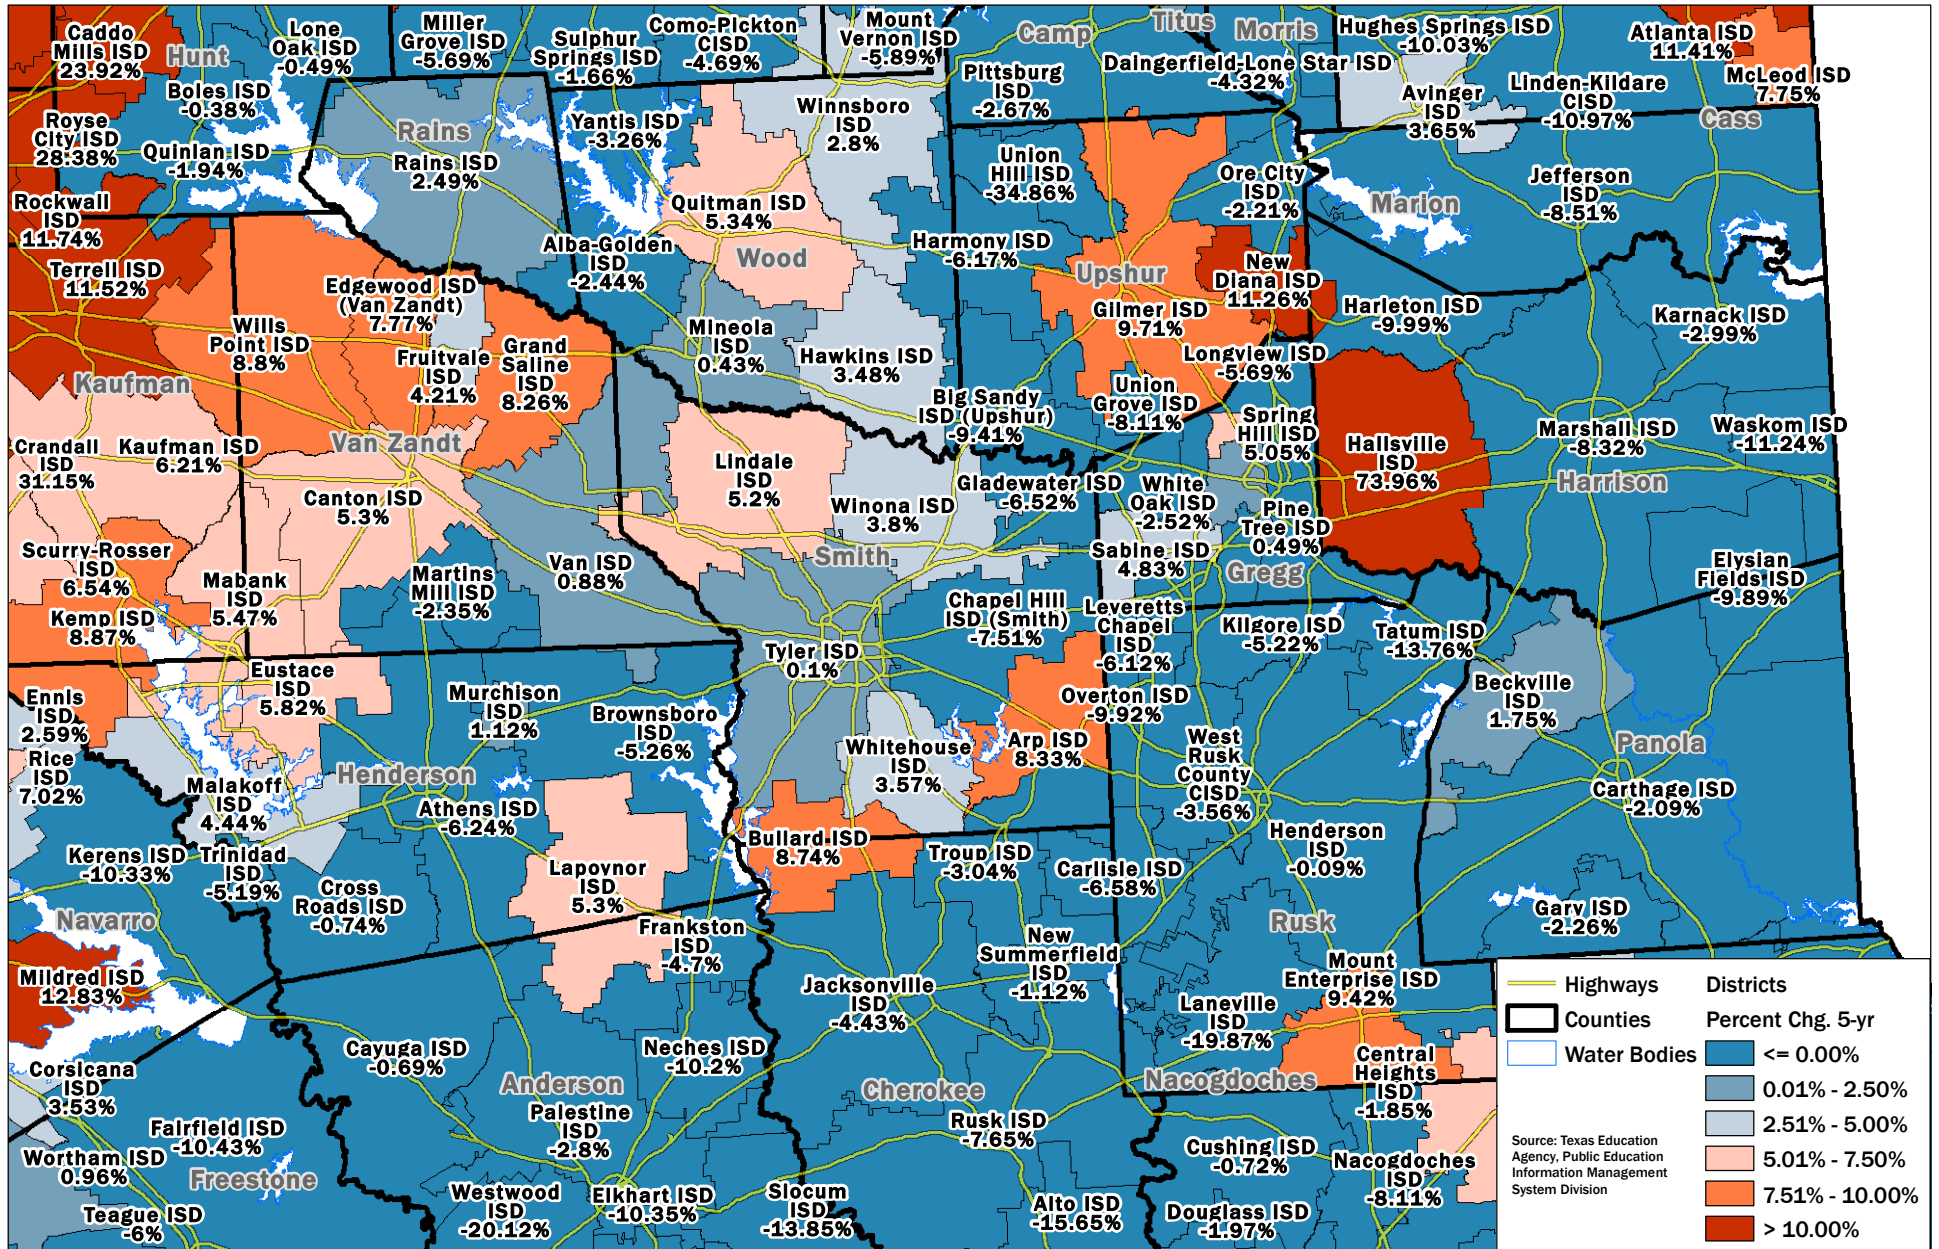 Caddo
Mills ISD
23.92%
Hunt
Lone
Oak ISD
-0.49%
Miller
Grove ISD
-5.69%
Sulphur
Springs ISD
-1.66%
Como-Pickton
CISD
-4.69%
Mount
Vernon ISD
-5.89%
Camp
Titus
Morris
Hughes Springs ISD
-10.03%
Atlanta ISD
11.41%
McLeod ISD
7.75%
Boles ISD
-0.38%
Pittsburg
ISD
-2.67%
Daingerfield-Lone Star ISD
-4.32%
Avinger
ISD
3.65%
Linden-Kildare
CISD
-10.97%
Cass
Royse
City ISD
28.38%
Quinlan ISD
-1.94%
Rains
Rains ISD
2.49%
Yantis ISD
-3.26%
Winnsboro
ISD
2.8%
Union
Hill ISD
-34.86%
Ore City
ISD
-2.21%
Marion
Jefferson
ISD
-8.51%
Rockwall
ISD
11.74%
Quitman ISD
5.34%
Wood
Alba-Golden
ISD
-2.44%
Harmony ISD
-6.17%
Upshur
New
Diana ISD
11.26%
Terrell ISD
11.52%
Edgewood ISD
(Van Zandt)
7.77%
Gilmer ISD
9.71%
Harleton ISD
-9.99%
Karnack ISD
-2.99%
Wills
Point ISD
8.8%
Fruitvale
ISD
4.21%
Grand
Saline
ISD
8.26%
Mineola
ISD
0.43%
Hawkins ISD
3.48%
Longview ISD
-5.69%
Kaufman
Union
Grove ISD
-8.11%
Big Sandy
ISD (Upshur)
-9.41%
Spring
Hill ISD
5.05%
Hallsville
ISD
73.96%
Marshall ISD
-8.32%
Waskom ISD
-11.24%
Van Zandt
Crandall
ISD
31.15%
Kaufman ISD
6.21%
Canton ISD
5.3%
Lindale
ISD
5.2%
Winona ISD
3.8%
Gladewater ISD
-6.52%
White
Oak ISD
-2.52%
Pine
Tree ISD
0.49%
Harrison
Scurry-Rosser
ISD
6.54%
Mabank
ISD
5.47%
Martins
Mill ISD
-2.35%
Van ISD
0.88%
Smith
Sabine ISD
4.83%
Gregg
Elysian
Fields ISD
-9.89%
Kemp ISD
8.87%
Chapel Hill
ISD (Smith)
-7.51%
Leveretts
Chapel
ISD
-6.12%
Kilgore ISD
-5.22%
Tatum ISD
-13.76%
Tyler ISD
0.1%
Eustace
ISD
5.82%
Ennis
ISD
2.59%
Murchison
ISD
1.12%
Brownsboro
ISD
-5.26%
Overton ISD
-9.92%
Beckville
ISD
1.75%
Rice
ISD
7.02%
Whitehouse
ISD
3.57%
Arp ISD
8.33%
West
Rusk
County
CISD
-3.56%
Panola
Henderson
Malakoff
ISD
4.44%
Athens ISD
-6.24%
Carthage ISD
-2.09%
Kerens ISD
-10.33%
Trinidad
ISD
-5.19%
Bullard ISD
8.74%
Troup ISD
-3.04%
Carlisle ISD
-6.58%
Henderson
ISD
-0.09%
Cross
Roads ISD
-0.74%
Lapoynor
ISD
5.3%
Navarro
Frankston
ISD
-4.7%
Rusk
Gary ISD
-2.26%
Mildred ISD
12.83%
New
Summerfield
ISD
-1.12%
Jacksonville
ISD
-4.43%
Mount
Enterprise ISD
9.42%
Laneville
ISD
-19.87%
Cayuga ISD
-0.69%
Neches ISD
-10.2%
Central
Heights
ISD
-1.85%
Corsicana
ISD
3.53%
Anderson
Cherokee
Nacogdoches
Palestine
ISD
-2.8%
Rusk ISD
-7.65%
Fairfield ISD
-10.43%
Cushing ISD
-0.72%
Nacogdoches
ISD
-8.11%
Wortham ISD
0.96%
Freestone
Westwood
ISD
-20.12%
Elkhart ISD
-10.35%
Slocum
ISD
-13.85%
Alto ISD
-15.65%
Douglass ISD
-1.97%
Teague ISD
-6%
Highways
Counties
Water Bodies
Districts
Percent Chg. 5-yr
<= 0.00%
0.01% - 2.50%
2.51% - 5.00%
5.01% - 7.50%
7.51% - 10.00%
> 10.00%
Source: Texas Education
Agency, Public Education
Information Management
System Division